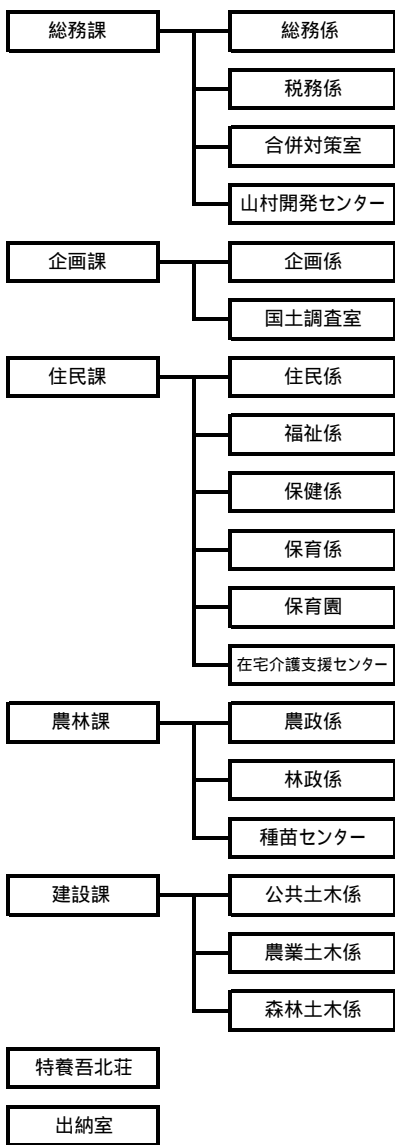 総務課
総務係
税務係
合併対策室
山村開発センター
企画課
企画係
国土調査室
住民課
住民係
福祉係
保健係
保育係
保育園
在宅介護支援センター
農林課
農政係
林政係
種苗センター
建設課
公共土木係
農業土木係
森林土木係
特養吾北荘
出納室